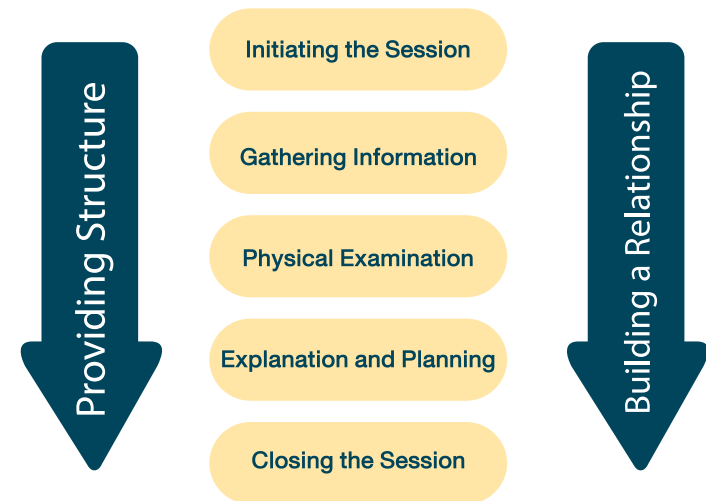 Providing Structure
Initiating the Session
Gathering Information
Physical Examination
Explanation and Planning
Closing the Session
Building a Relationship